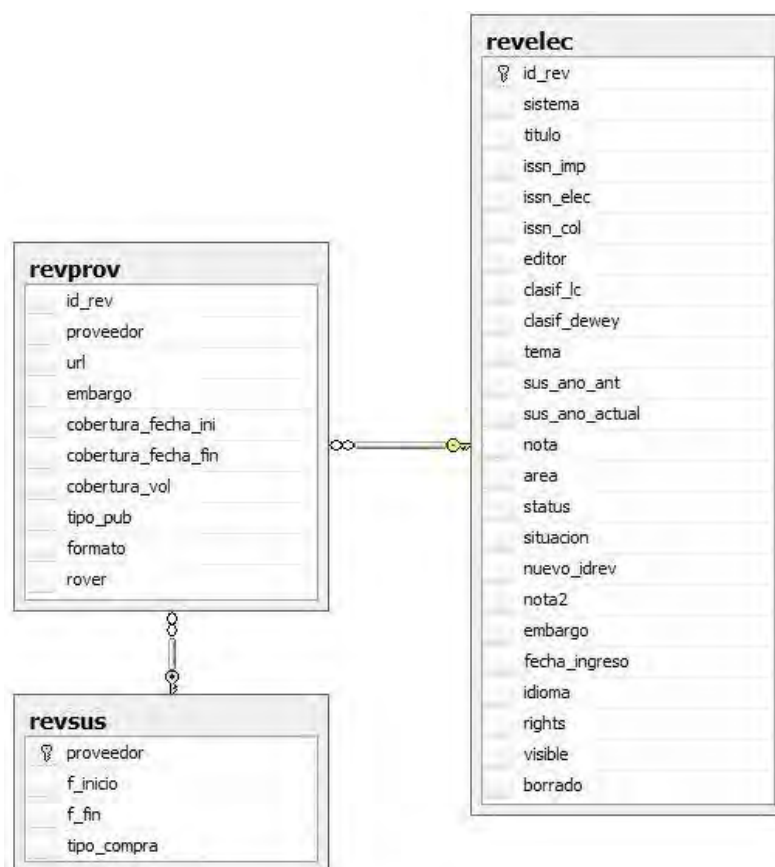 revelec
id_rev
sistema
titulo
issn_imp
issn_elec
issn_col
editor
clasif_lc
clasif_dewey
tema
sus_ano_ant
sus_ano_actual
nota
area
status
situacion
nuevo_idrev
nota2
embargo
fecha_ingreso
idioma
rights
visible
borrado
revprov
id_rev
proveedor
url
embargo
cobertura_fecha_ini
cobertura_fecha_fin
cobertura_vol
tipo_pub
formato
rover
revsus
proveedor
f_inicio
f_fin
tipo_compra